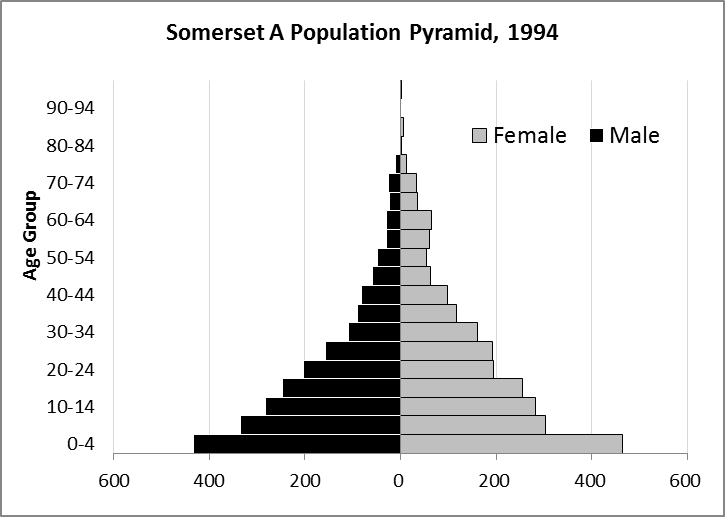 Somerset A Population Pyramid, 1994
Female Male
Age Group
90-94
80-84
70-74
60-64
50-54
40-44
30-34
20-24
10-14
0-4
600 400 200 0 200 400 600